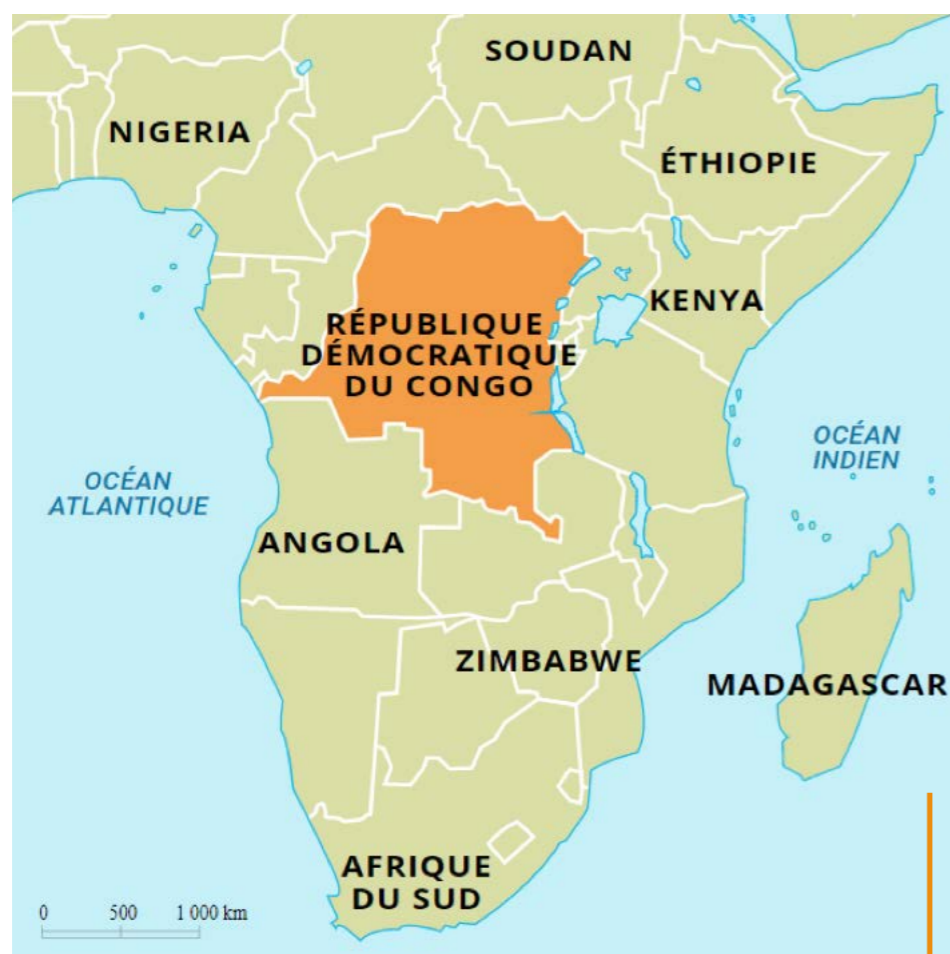 SOUDAN
NIGERIA
ÉTHIOPIE
KENYA
RÉPUBLIQUE
DÉMOCRATIQUE
DU CONGO
OCÉAN
INDIEN
OCÉAN
ATLANTIQUE
ANGOLA
ZIMBABWE
MADAGASCAR
AFRIQUE
DU SUD
0 500 1 000 km